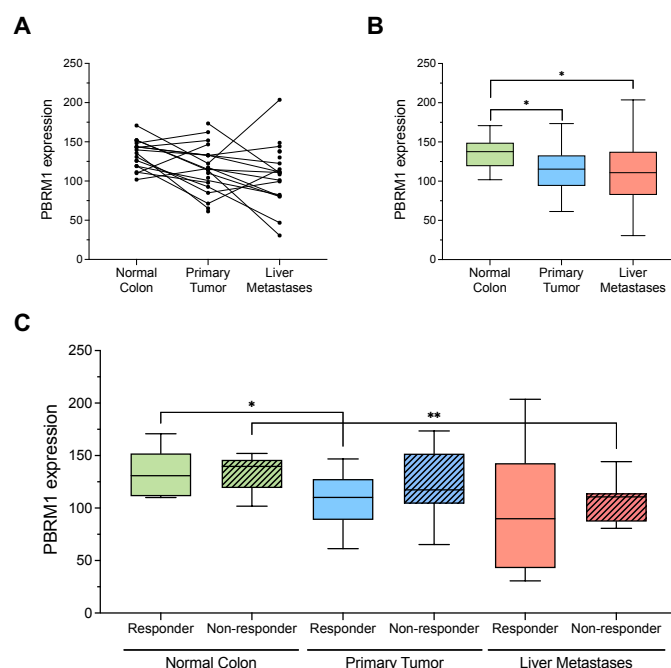 A
PBRM1 expression
250
200
150
100
50
0
Normal
Colon
Primary
Tumor
Liver
Metastases
B
PBRM1 expression
250
200
150
100
50
0
*
*
Normal
Colon
Primary
Tumor
Liver
Metastases
C
PBRM1 expression
250
200
150
100
50
0
*
**
Responder Non-responder Responder Non-responder Responder Non-responder
Normal Colon Primary Tumor Liver Metastases